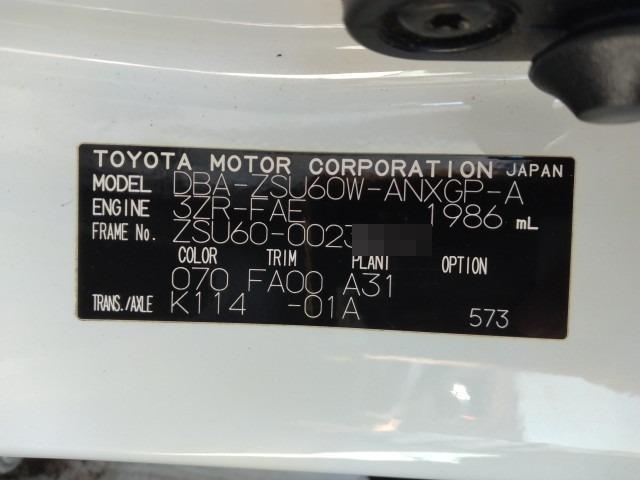 TOYOTA MOTOR CORPORATION JAPAN
MODEL DBA-ZSU60W-ANXGP-A
ENGINE 3ZR-FAE 1986 mL
FRAME No. ZSU60-0023
COLOR TRIM PLANT OPTION
070 FA00 A31
TRANS./AXLE K114 -01A 573